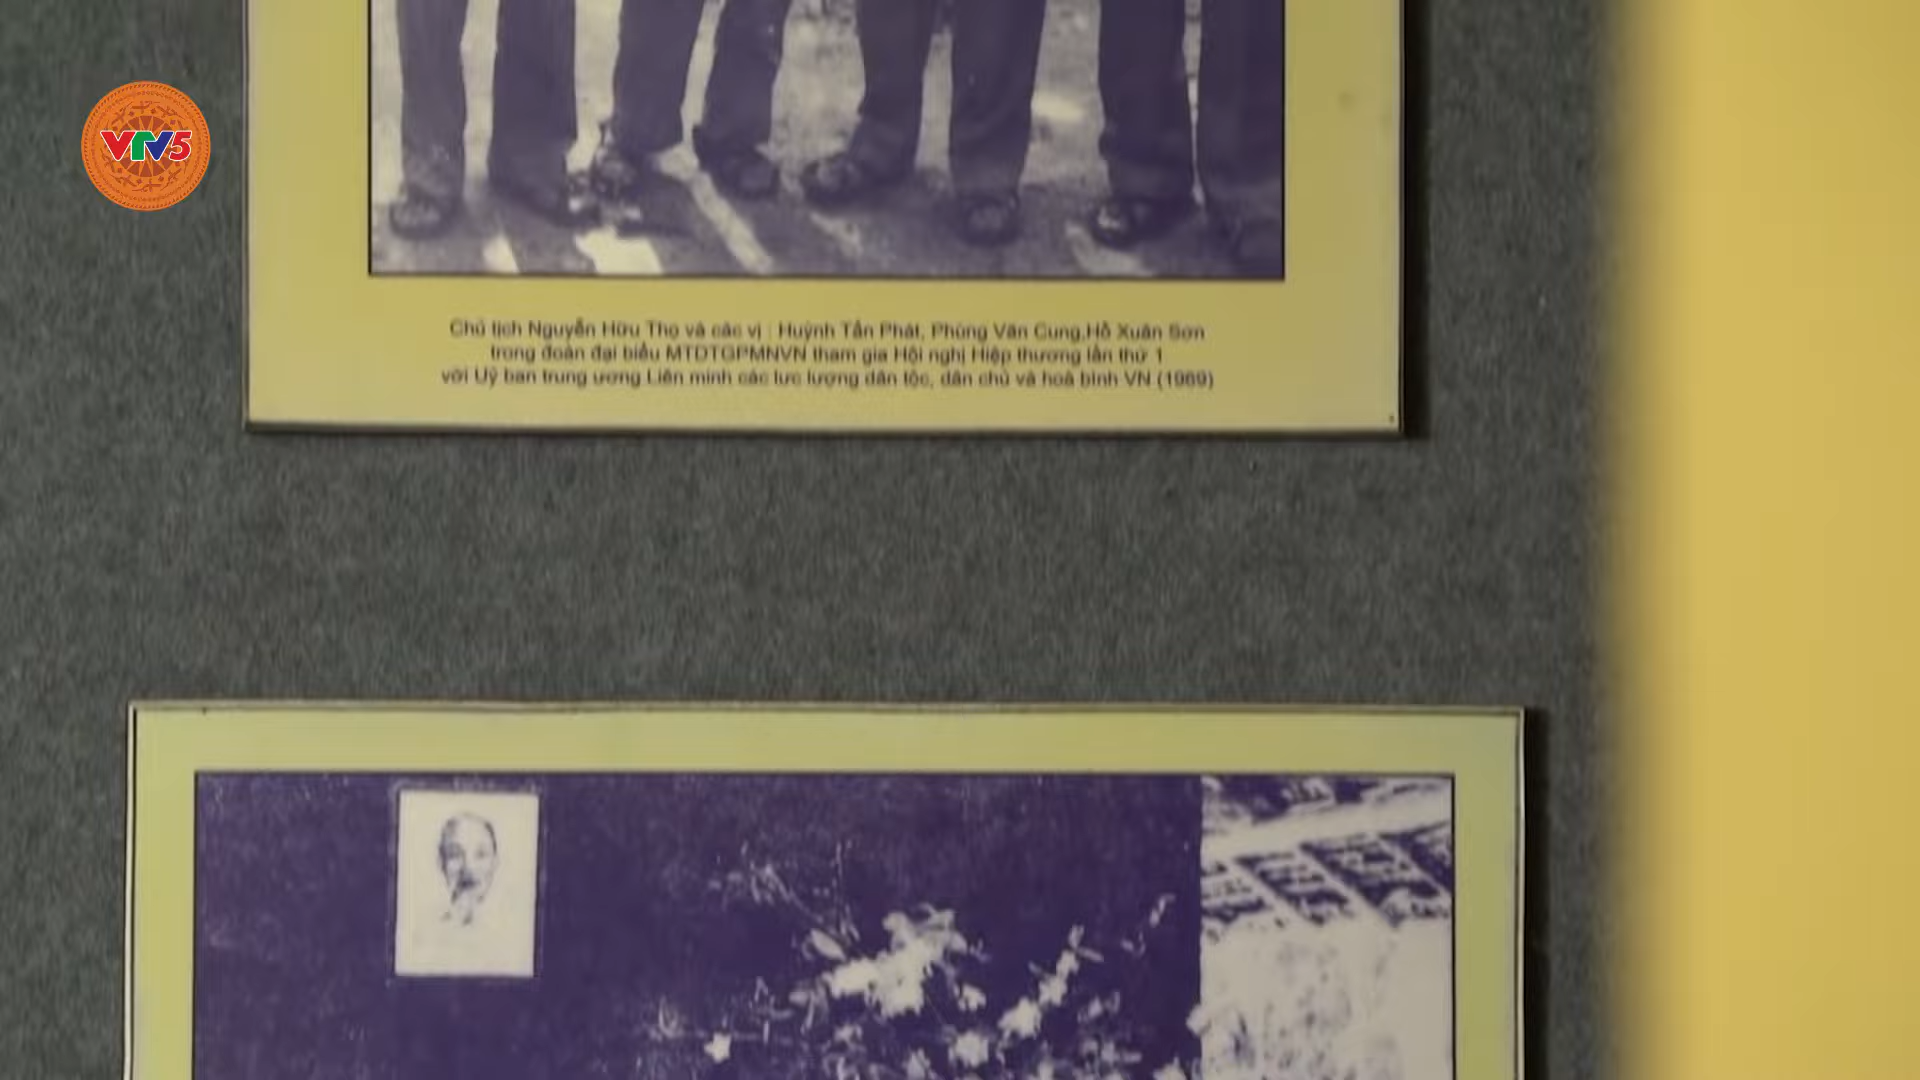 VTV5
Chủ tịch Nguyễn Hữu Thọ và các vị : Huỳnh Tấn Phát, Phùng Văn Cung,Hồ Xuân Sơn
trong đoàn đại biểu MTDTGPMNVN tham gia Hội nghị Hiệp thương lần thứ 1
với Uỷ ban trung ương Liên minh các lực lượng dân tộc, dân chủ và hoà bình VN (1969)